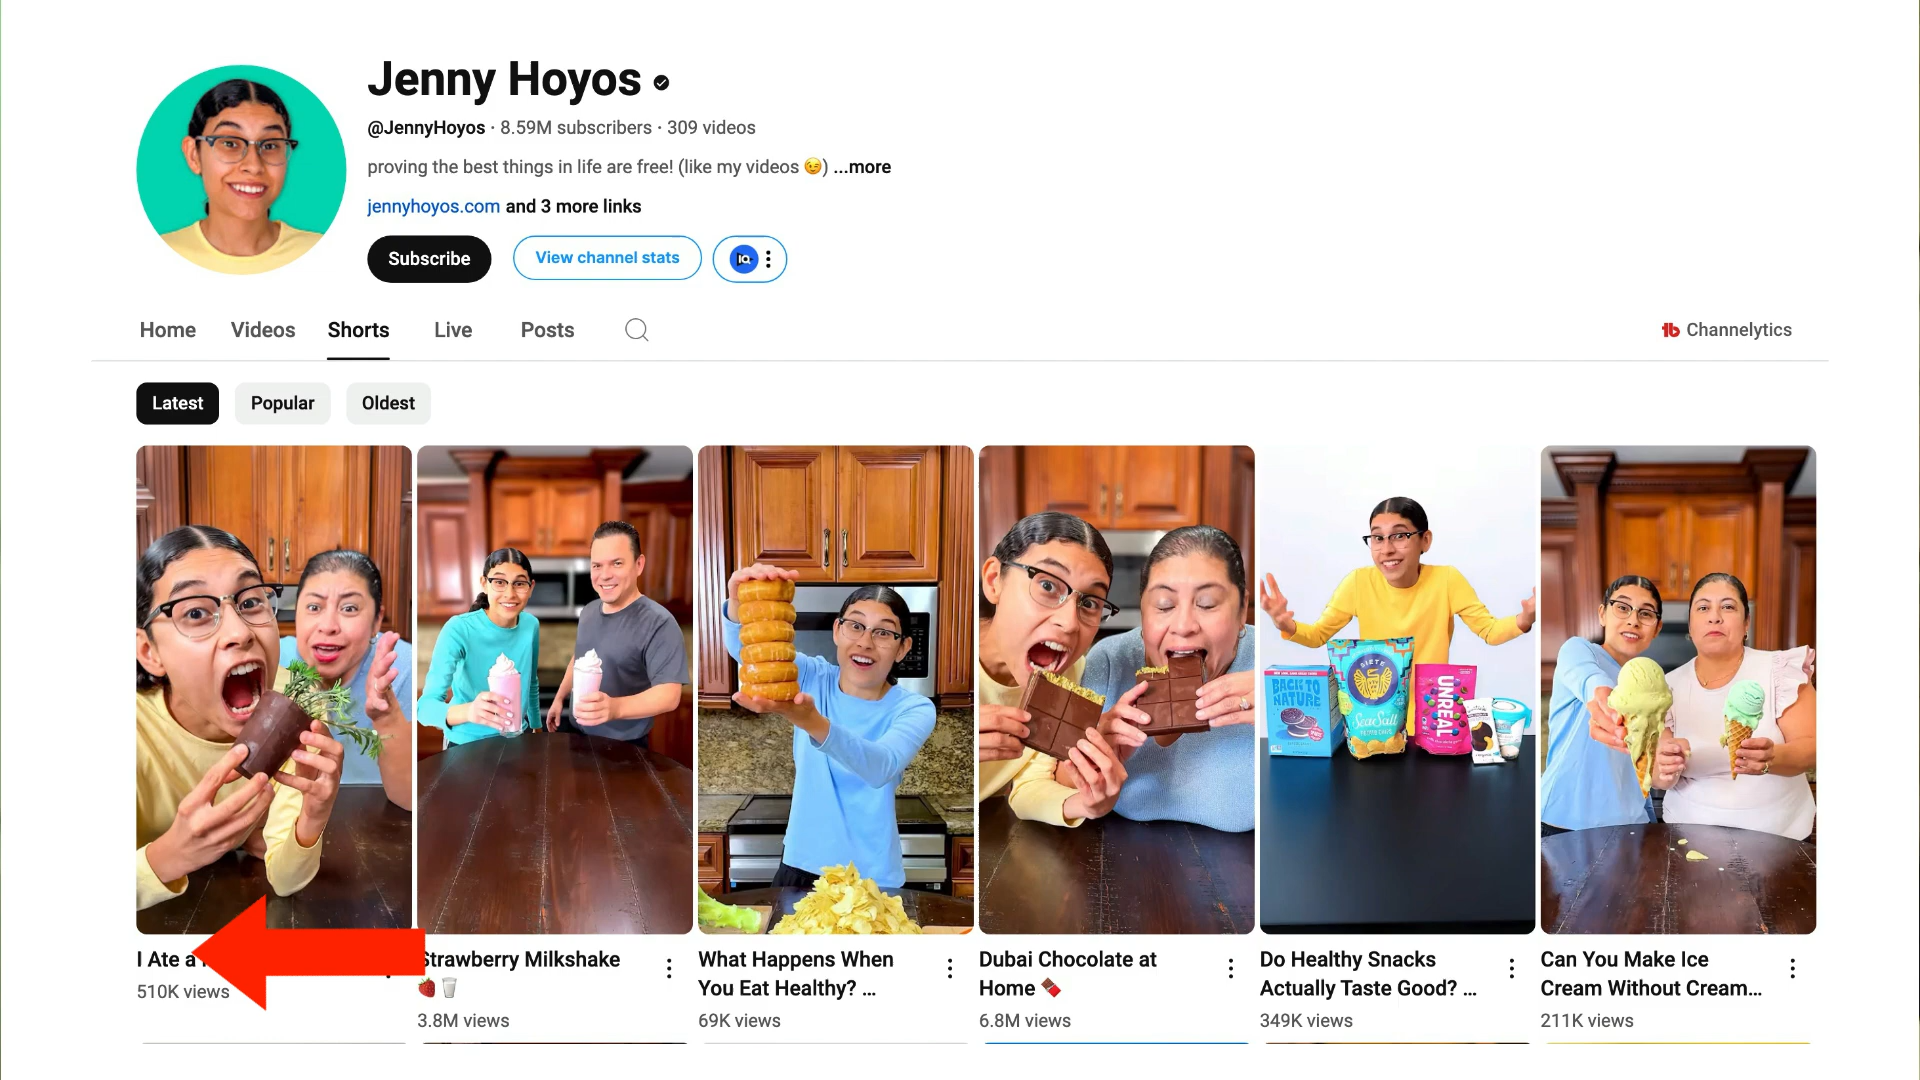 Jenny Hoyos
@JennyHoyos · 8.59M subscribers · 309 videos
proving the best things in life are free! (like my videos 😉) ...more
jennyhoyos.com and 3 more links
Subscribe
View channel stats
IQ
Home
Videos
Shorts
Live
Posts
Channelytics
Latest
Popular
Oldest
BACK TO
NATURE
SIETE
Sea Salt
UNREAL
I Ate a
510K views
Strawberry Milkshake
🍓🥛
3.8M views
What Happens When
You Eat Healthy? ...
69K views
Dubai Chocolate at
Home 🍫
6.8M views
Do Healthy Snacks
Actually Taste Good? ...
349K views
Can You Make Ice
Cream Without Cream...
211K views